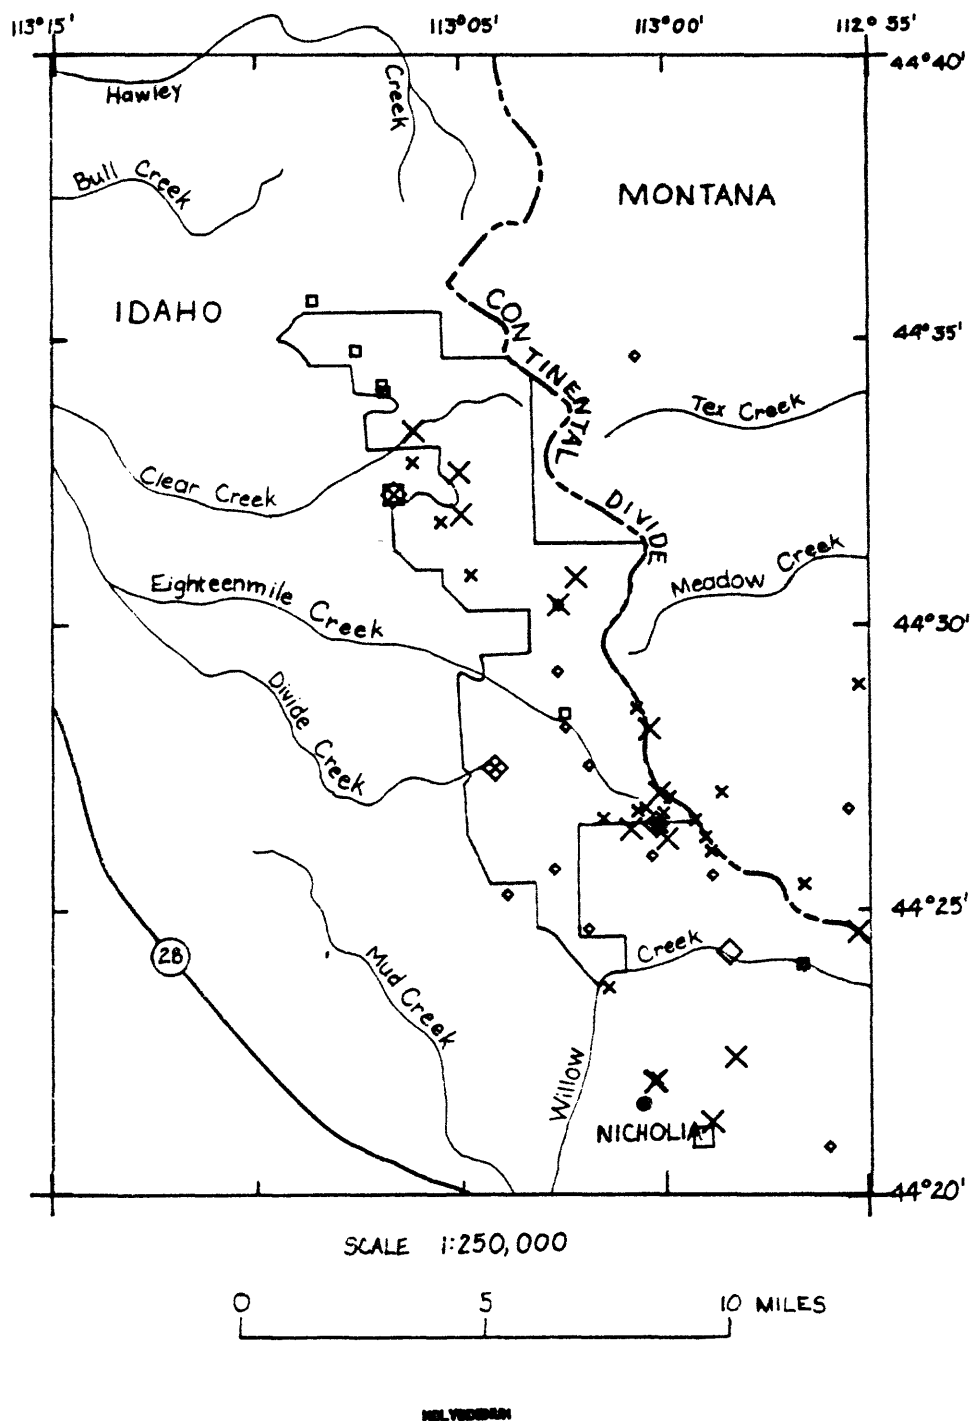 113°15' 113°05' 113°00' 112°55'
44°40'
Hawley
Creek
Bull Creek
MONTANA
IDAHO
CONTINENTAL
44°35'
Tex Creek
Clear Creek
DIVIDE
Meadow Creek
Eighteenmile Creek
44°30'
Divide Creek
44°25'
Creek
28
Mud Creek
Willow
NICHOLIA
44°20'
SCALE 1:250,000
0 5 10 MILES
MOLYBDENUM